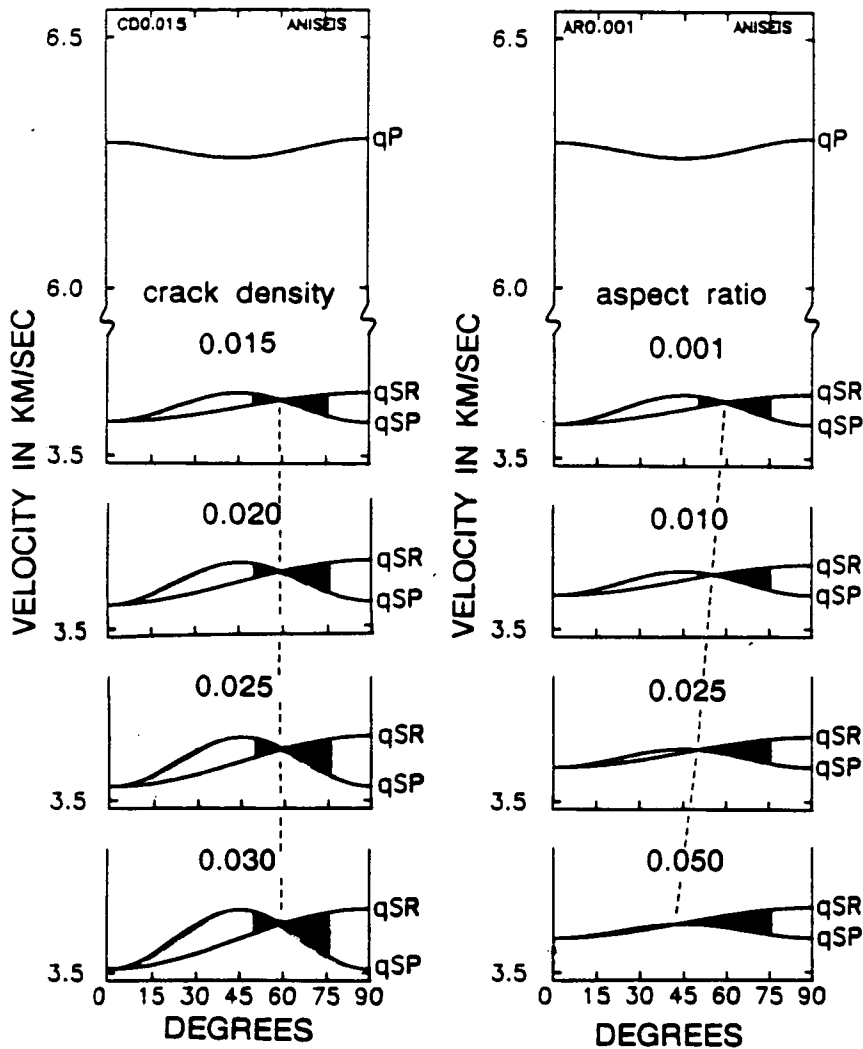 6.5
CD0.015 ANISEIS
qP
6.0
crack density
VELOCITY IN KM/SEC
0.015
qSR
qSP
3.5
0.020
qSR
qSP
3.5
0.025
qSR
qSP
3.5
0.030
qSR
qSP
3.5
0 15 30 45 60 75 90
DEGREES
6.5
AR0.001 ANISEIS
qP
6.0
aspect ratio
VELOCITY IN KM/SEC
0.001
qSR
qSP
3.5
0.010
qSR
qSP
3.5
0.025
qSR
qSP
3.5
0.050
qSR
qSP
3.5
0 15 30 45 60 75 90
DEGREES